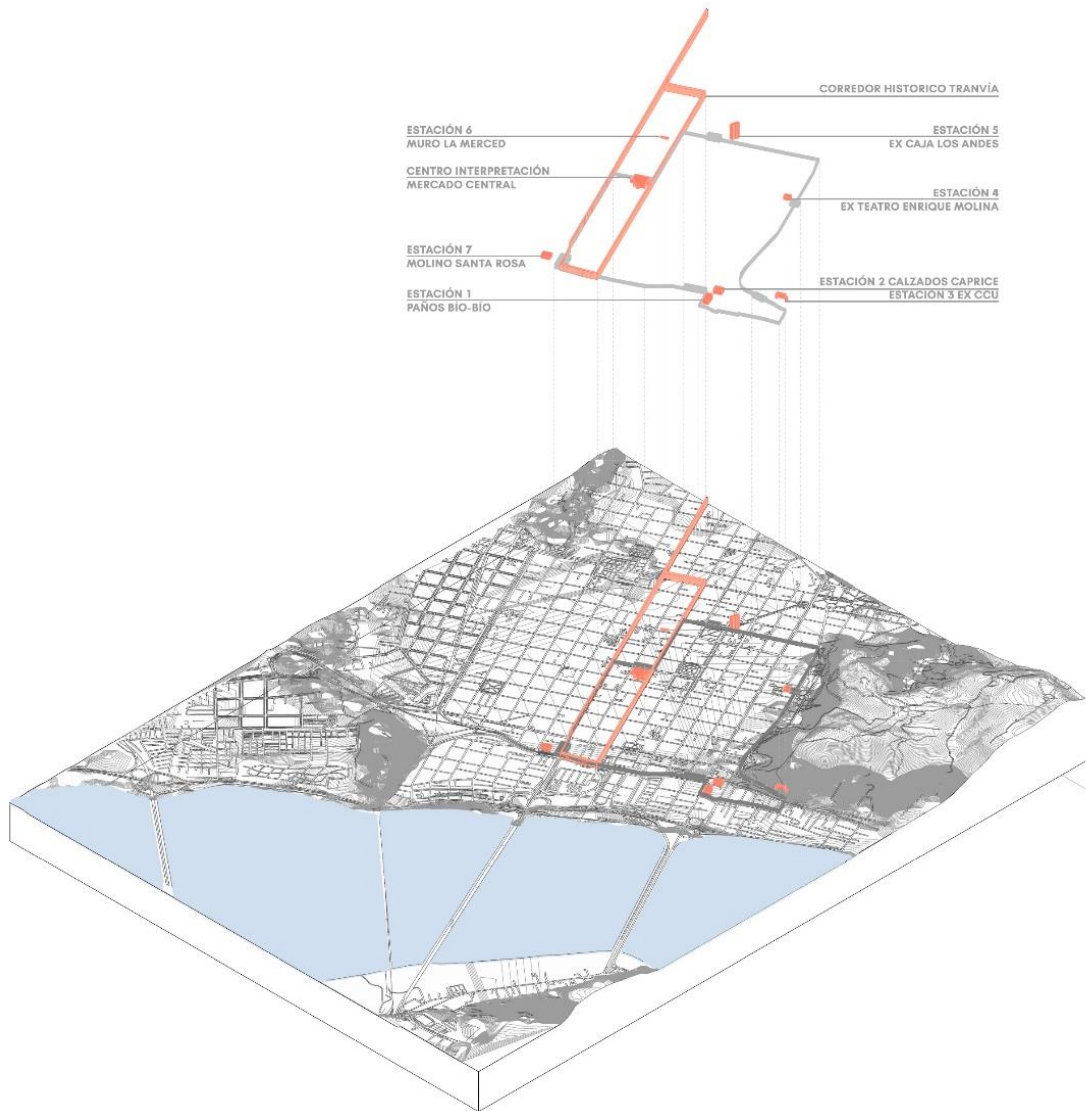 CORREDOR HISTORICO TRANVÍA
ESTACIÓN 6
MURO LA MERCED
ESTACIÓN 5
EX CAJA LOS ANDES
CENTRO INTERPRETACIÓN
MERCADO CENTRAL
ESTACIÓN 4
EX TEATRO ENRIQUE MOLINA
ESTACIÓN 7
MOLINO SANTA ROSA
ESTACIÓN 2 CALZADOS CAPRICE
ESTACIÓN 1
PAÑOS BÍO-BÍO
ESTACION 3 EX CCU